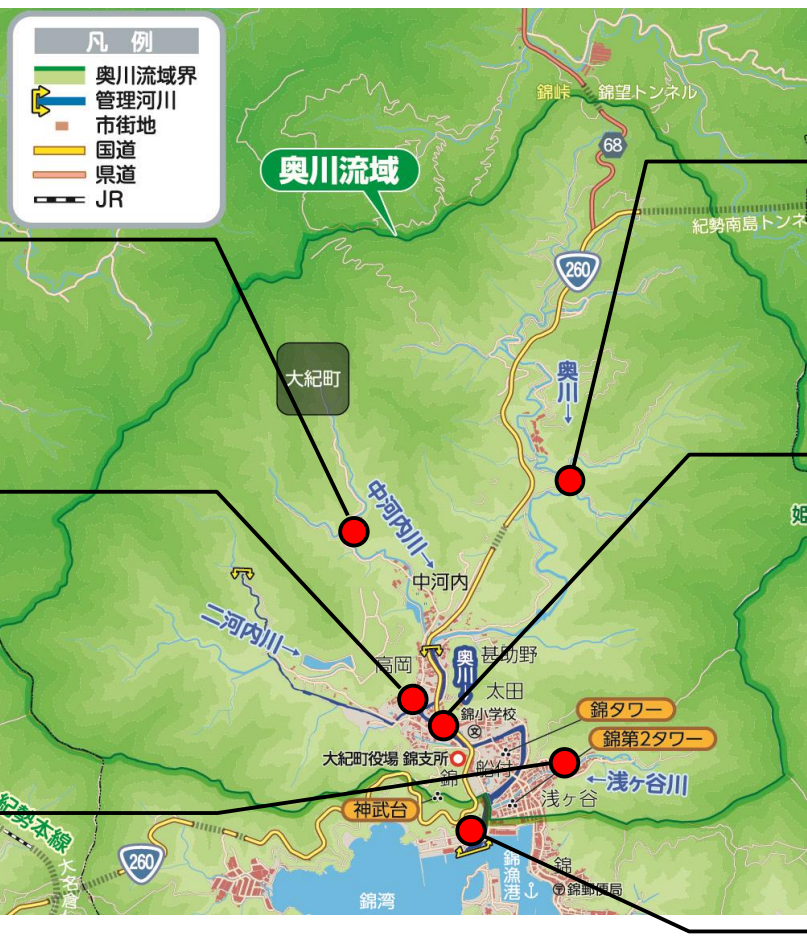 凡 例
奥川流域界
管理河川
市街地
国道
県道
JR
錦峠
錦望トンネル
68
奥川流域
紀勢南島トンネ
260
大紀町
奥川
中河内川
姫
中河内
二河内川
高岡
奥川
甚助野
太田
錦小学校
文
錦タワー
錦第2タワー
大紀町役場 錦支所
船付
錦
浅ヶ谷川
浅ヶ谷
神武台
紀勢本線
260
大名倉
錦湾
錦漁港
錦
錦郵便局